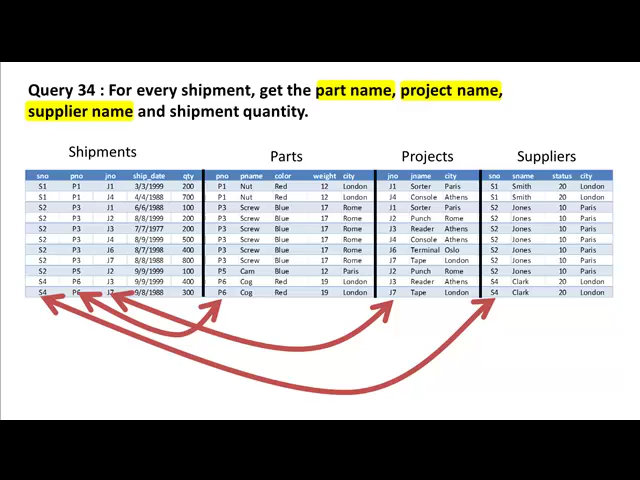 Query 34 : For every shipment, get the part name, project name,
supplier name and shipment quantity.
Shipments Parts Projects Suppliers
sno pno jno ship_date qty pno pname color weight city jno jname city sno sname status city
S1 P1 J1 3/3/1999 200 P1 Nut Red 12 London J1 Sorter Paris S1 Smith 20 London
S1 P1 J4 4/4/1988 700 P1 Nut Red 12 London J4 Console Athens S1 Smith 20 London
S2 P3 J1 6/6/1988 100 P3 Screw Blue 17 Rome J1 Sorter Paris S2 Jones 10 Paris
S2 P3 J2 8/8/1999 200 P3 Screw Blue 17 Rome J2 Punch Rome S2 Jones 10 Paris
S2 P3 J3 7/7/1977 200 P3 Screw Blue 17 Rome J3 Reader Athens S2 Jones 10 Paris
S2 P3 J4 8/9/1999 500 P3 Screw Blue 17 Rome J4 Console Athens S2 Jones 10 Paris
S2 P3 J6 8/7/1998 400 P3 Screw Blue 17 Rome J6 Terminal Oslo S2 Jones 10 Paris
S2 P3 J7 8/8/1988 800 P3 Screw Blue 17 Rome J7 Tape London S2 Jones 10 Paris
S2 P5 J2 9/9/1999 100 P5 Cam Blue 12 Paris J2 Punch Rome S2 Jones 10 Paris
S4 P6 J3 9/9/1999 400 P6 Cog Red 19 London J3 Reader Athens S4 Clark 20 London
S4 P6 J7 9/8/1988 300 P6 Cog Red 19 London J7 Tape London S4 Clark 20 London